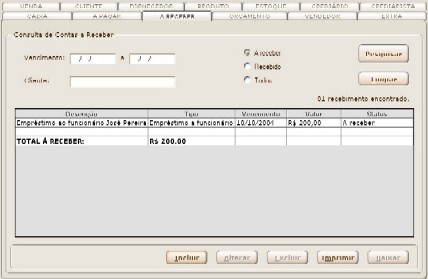 VENDA CLIENTE FORNECEDOR PRODUTO ESTOQUE CREDIÁRIO CREDIARISTA
CAIXA A PAGAR A RECEBER ORÇAMENTO VENDEDOR EXTRA
Consulta de Contas a Receber
Vencimento: / / a / / A receber Pesquisar
Recebido
Cliente: Todos Limpar
01 recebimento encontrado.
Descrição Tipo Vencimento Valor Status
Empréstimo ao funcionário José Pereira Empréstimo a funcionário 10/10/2004 R$ 200,00 A receber
TOTAL À RECEBER: R$ 200,00
Incluir Alterar Excluir Imprimir Baixar